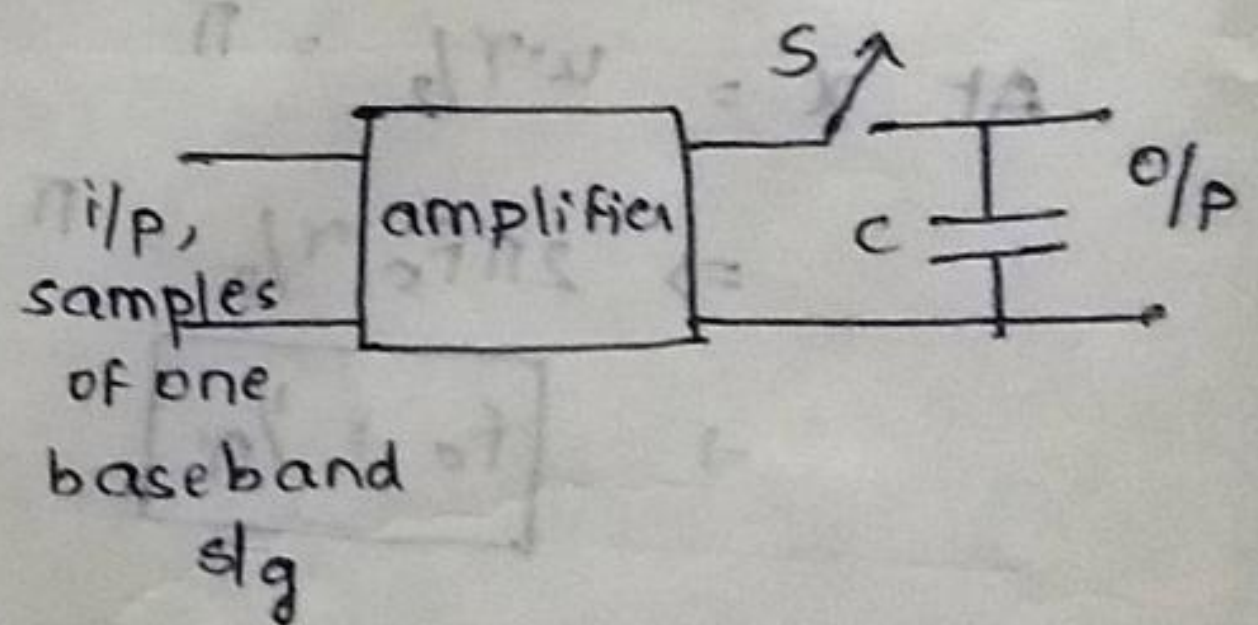 S
i/p,
amplifier
C
O/P
samples
of one
baseband
s/g